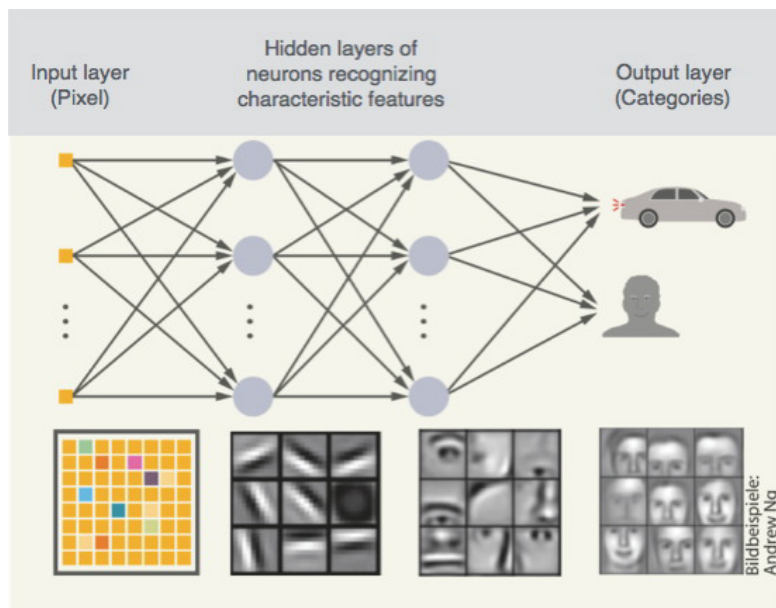 Input layer
(Pixel)
Hidden layers of
neurons recognizing
characteristic features
Output layer
(Categories)
Bildbeispiele:
Andrew Ng